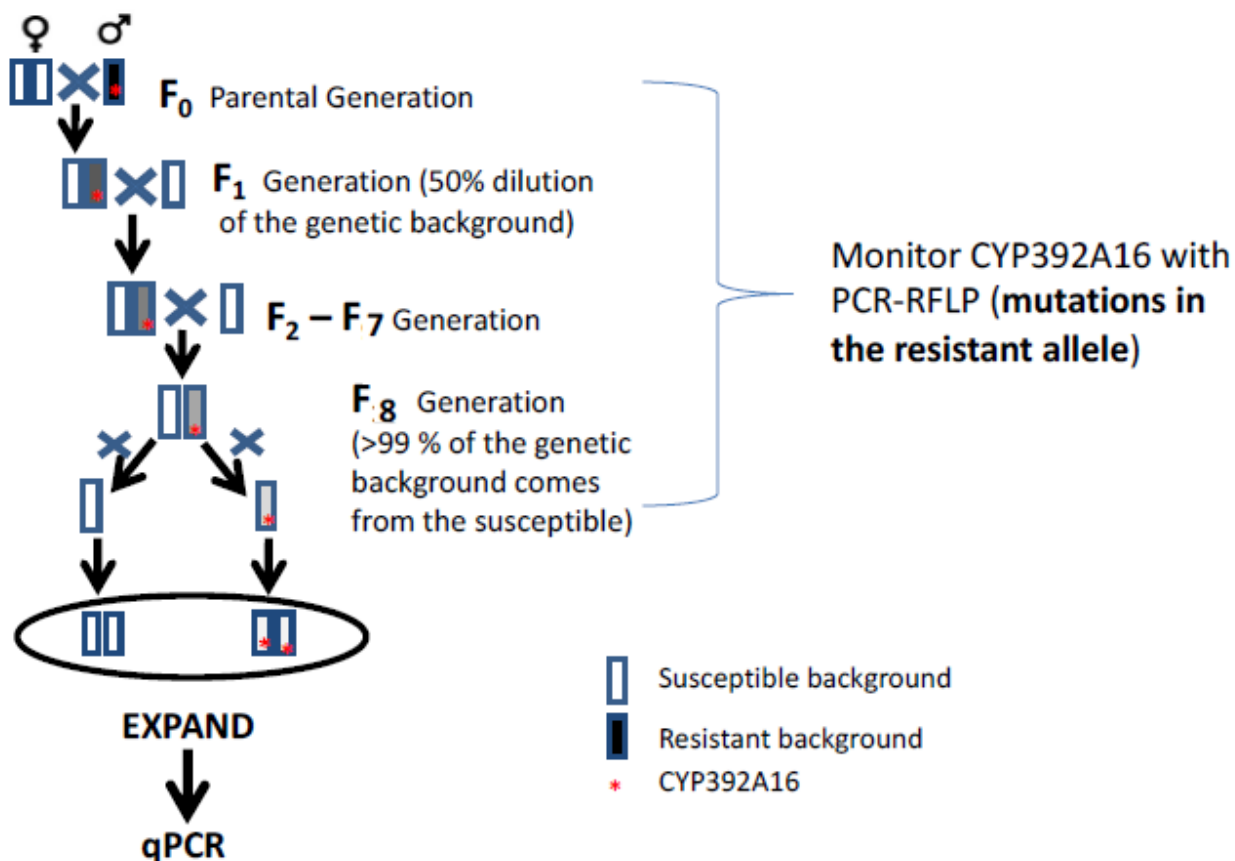 ♀ ♂
F0 Parental Generation
F1 Generation (50% dilution
of the genetic background)
F2 – F7 Generation
F8 Generation
(>99 % of the genetic
background comes
from the susceptible)
Monitor CYP392A16 with
PCR-RFLP (mutations in
the resistant allele)
EXPAND
qPCR
Susceptible background
Resistant background
* CYP392A16